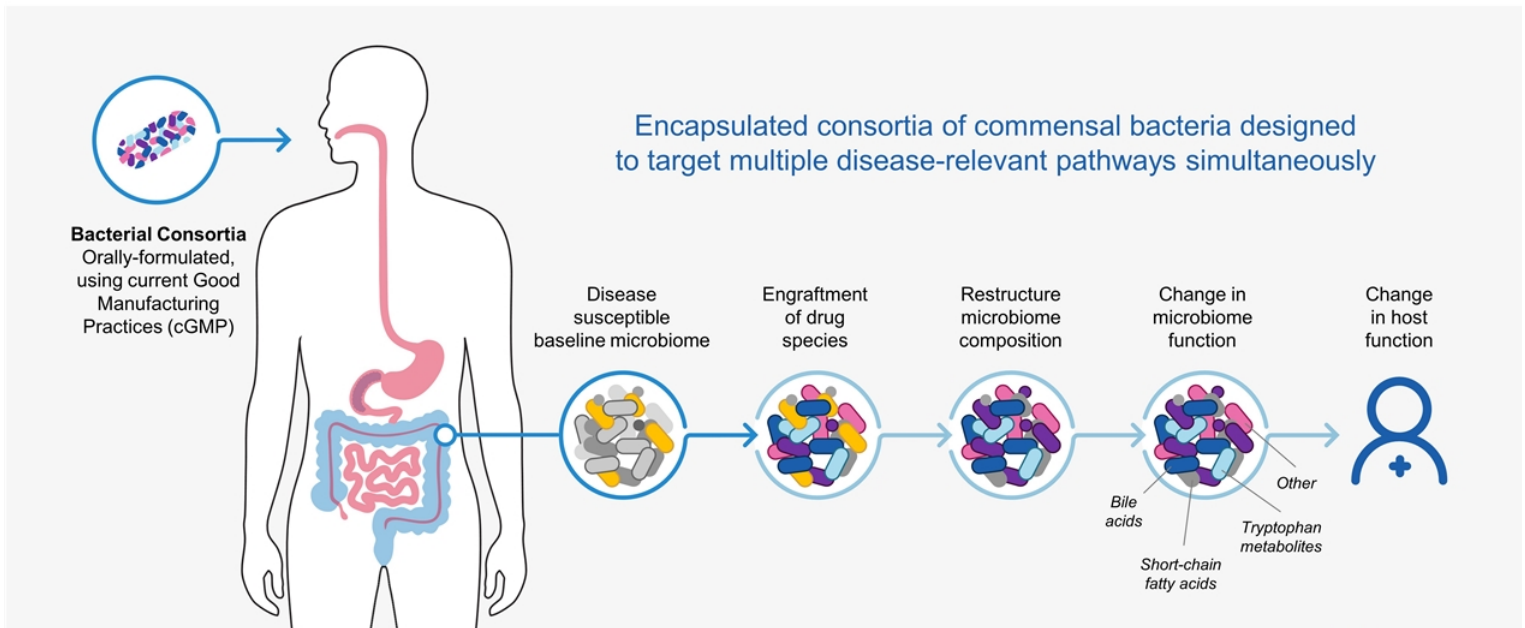 Encapsulated consortia of commensal bacteria designed
to target multiple disease-relevant pathways simultaneously
Bacterial Consortia
Orally-formulated,
using current Good
Manufacturing
Practices (cGMP)
Disease
susceptible
baseline microbiome
Engraftment
of drug
species
Restructure
microbiome
composition
Change in
microbiome
function
Change
in host
function
Bile
acids
Short-chain
fatty acids
Tryptophan
metabolites
Other